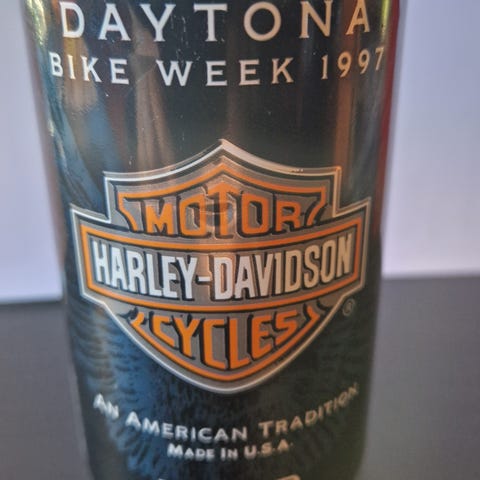 DAYTONA
BIKE WEEK 1997
MOTOR
HARLEY-DAVIDSON
®
CYCLES
AN AMERICAN TRADITION
MADE IN U.S.A.